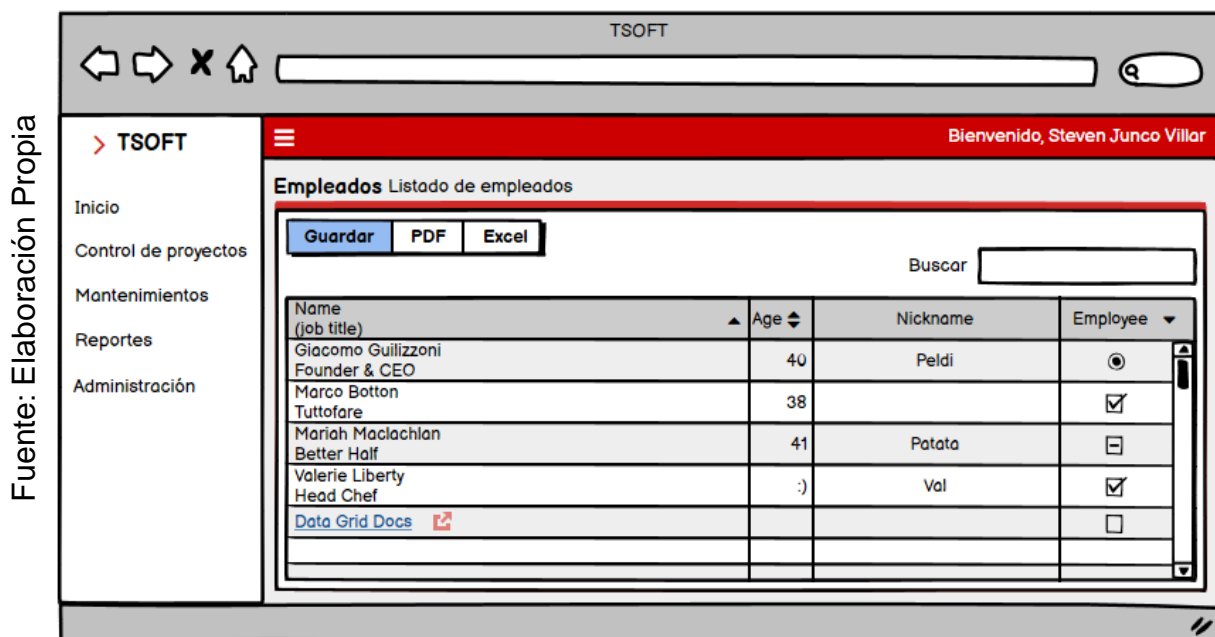 TSOFT
Fuente: Elaboración Propia
> TSOFT
Bienvenido, Steven Junco Villar
Inicio
Control de proyectos
Mantenimientos
Reportes
Administración
Empleados Listado de empleados
Guardar PDF Excel
Buscar
Name
(job title)
Age
Nickname
Employee
Giacomo Guilizzoni
Founder & CEO
40
Peldi
Marco Botton
Tuttofare
38
Mariah Maclachlan
Better Half
41
Patata
Valerie Liberty
Head Chef
:)
Val
Data Grid Docs